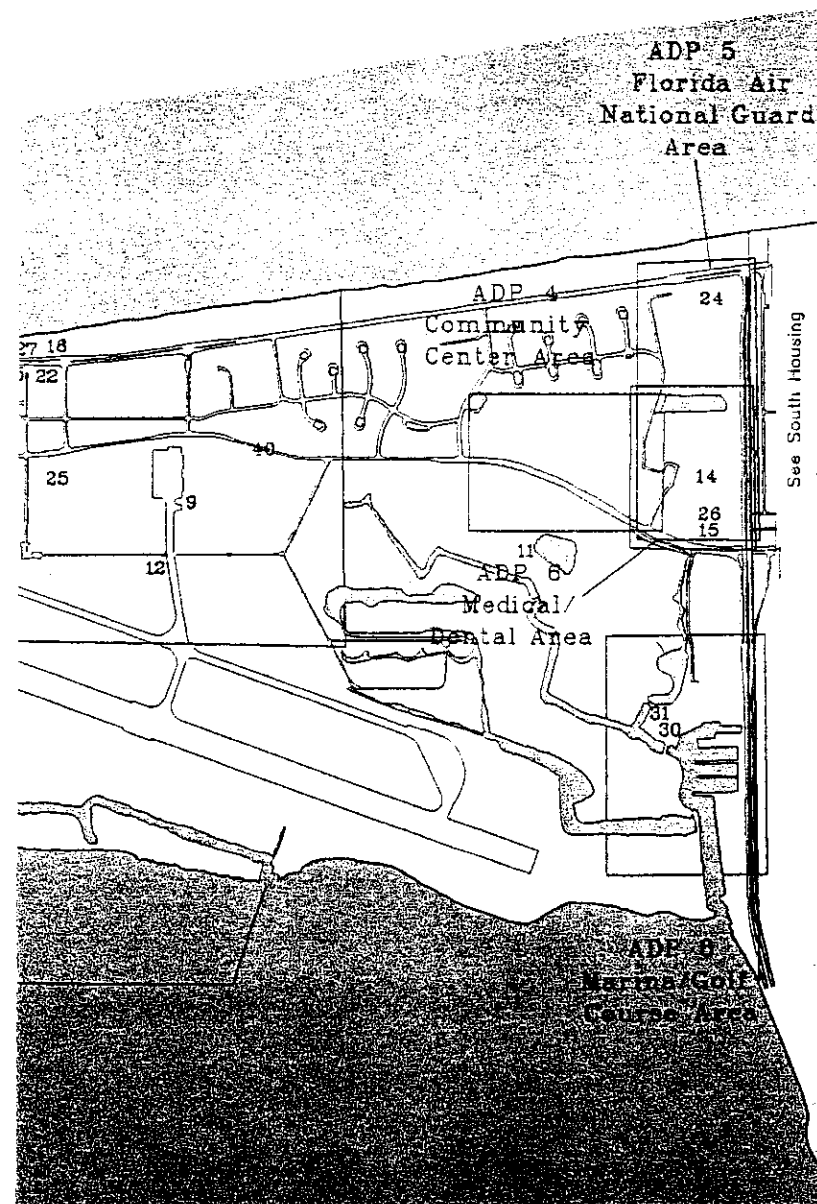 ADP 5
Florida Air
National Guard
Area
ADP 4
Community
Center Area
24
27 18
22
See South Housing
40
25
9
14
26
15
11
12
ADP 6
Medical/
Dental Area
31
30
ADP 8
Marina/Golf
Course Area